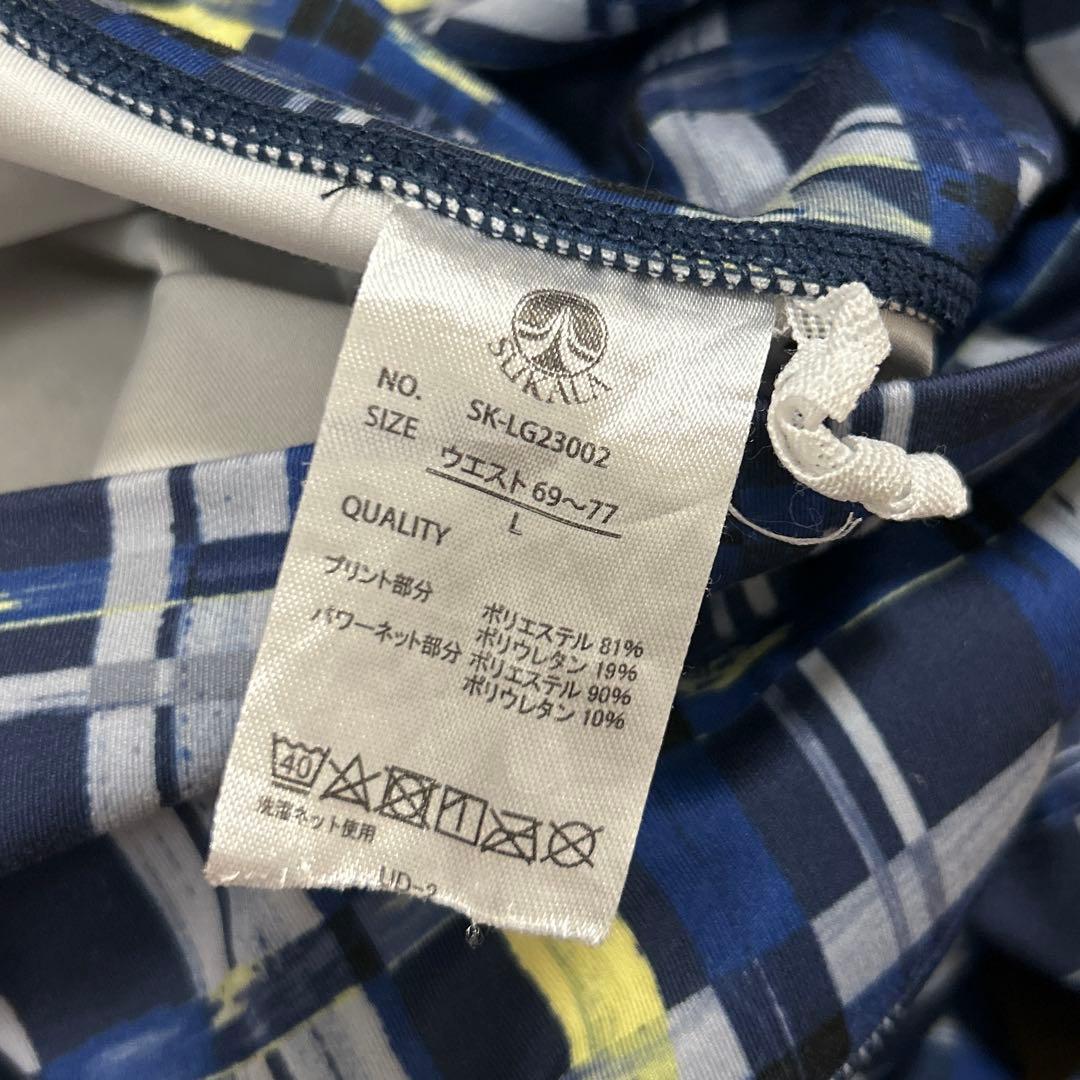 SUKALA
NO. SK-LG23002
SIZE ウエスト 69～77
L
QUALITY
プリント部分 ポリエステル 81%
ポリウレタン 19%
パワーネット部分 ポリエステル 90%
ポリウレタン 10%
40
洗濯ネット使用